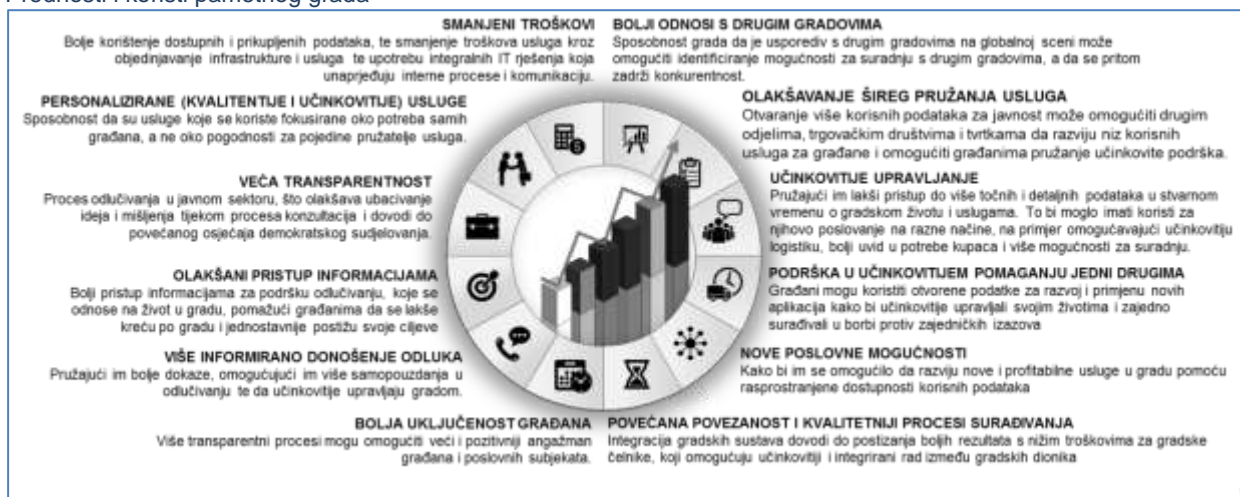 Prednosti i koristi pametnog grada
SMANJENI TROŠKOVI
Bolje korištenje dostupnih i prikupljenih podataka, te smanjenje troškova usluga kroz
objedinjavanje infrastrukture i usluga te upotrebu integralnih IT rješenja koja
unaprjeđuju interne procese i komunikaciju.
PERSONALIZIRANE (KVALITENTIJE I UČINKOVITIJE) USLUGE
Sposobnost da su usluge koje se koriste fokusirane oko potreba samih
građana, a ne oko pogodnosti za pojedine pružatelje usluga.
VEĆA TRANSPARENTNOST
Proces odlučivanja u javnom sektoru, što olakšava ubacivanje
ideja i mišljenja tijekom procesa konzultacija i dovodi do
povećanog osjećaja demokratskog sudjelovanja.
OLAKŠANI PRISTUP INFORMACIJAMA
Bolji pristup informacijama za podršku odlučivanju, koje se
odnose na život u gradu, pomažući građanima da se lakše
kreću po gradu i jednostavnije postižu svoje ciljeve
VIŠE INFORMIRANO DONOŠENJE ODLUKA
Pružajući im bolje dokaze, omogućujući im više samopouzdanja u
odlučivanju te da učinkovitije upravljaju gradom.
BOLJA UKLJUČENOST GRAĐANA
Više transparentni procesi mogu omogućiti veći i pozitivniji angažman
građana i poslovnih subjekata.
BOLJI ODNOSI S DRUGIM GRADOVIMA
Sposobnost grada da je usporediv s drugim gradovima na globalnoj sceni može
omogućiti identificiranje mogućnosti za suradnju s drugim gradovima, a da se pritom
zadrži konkurentnost.
OLAKŠAVANJE ŠIREG PRUŽANJA USLUGA
Otvaranje više korisnih podataka za javnost može omogućiti drugim
odjelima, trgovačkim društvima i tvrtkama da razviju niz korisnih
usluga za građane i omogućiti građanima pružanje učinkovite podrška.
UČINKOVITIJE UPRAVLJANJE
Pružajući im lakši pristup do više točnih i detaljnih podataka u stvarnom
vremenu o gradskom životu i uslugama. To bi moglo imati koristi za
njihovo poslovanje na razne načine, na primjer omogućavajući učinkovitiju
logistiku, bolji uvid u potrebe kupaca i više mogućnosti za suradnju.
PODRŠKA U UČINKOVITIJEM POMAGANJU JEDNI DRUGIMA
Građani mogu koristiti otvorene podatke za razvoj i primjenu novih
aplikacija kako bi učinkovitije upravljali svojim životima i zajedno
surađivali u borbi protiv zajedničkih izazova
NOVE POSLOVNE MOGUĆNOSTI
Kako bi im se omogućilo da razviju nove i profitabilne usluge u gradu pomoću
rasprostranjene dostupnosti korisnih podataka
POVEĆANA POVEZANOST I KVALITETNIJI PROCESI SURAĐIVANJA
Integracija gradskih sustava dovodi do postizanja boljih rezultata s nižim troškovima za gradske
čelnike, koji omogućuju učinkovitiji i integrirani rad između gradskih dionika